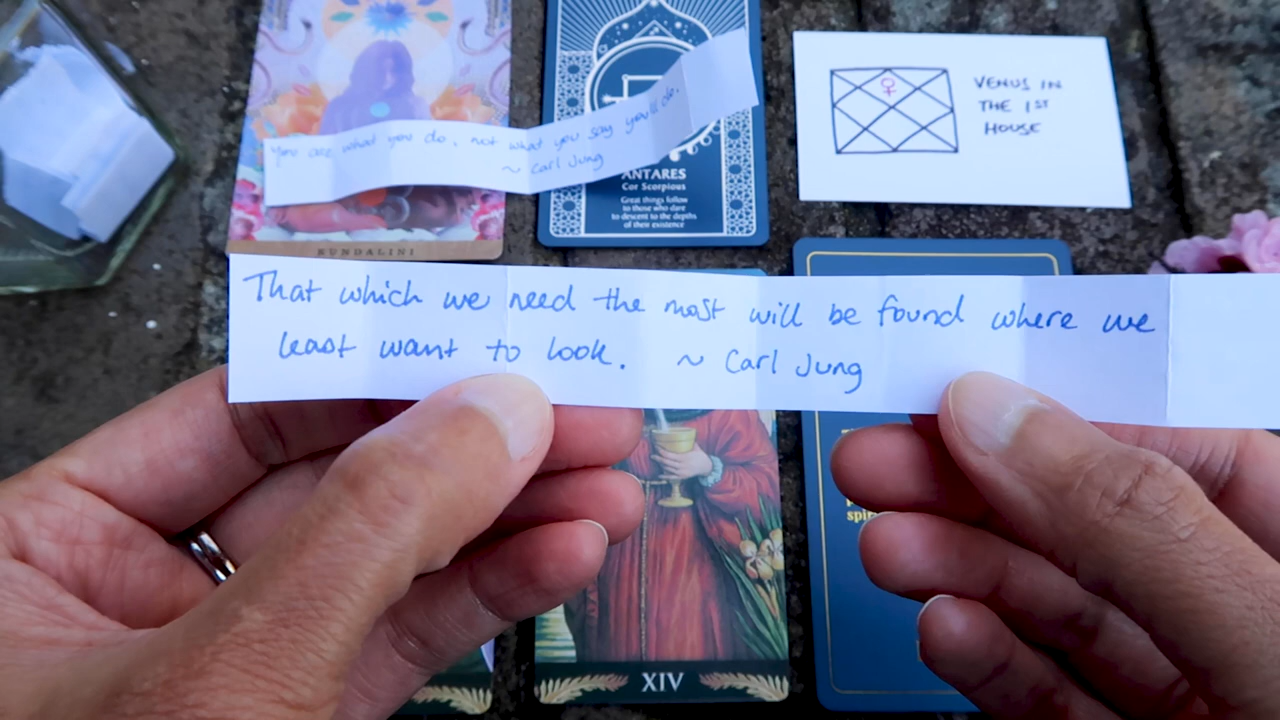 You are what you do, not what you say you'll do.
~ Carl Jung
KUNDALINI
ANTARES
Cor Scorpious
Great things follow
to those who dare
to descend to the depths
of their existence
♀
VENUS IN
THE 1ST
HOUSE
That which we need the most will be found where we
least want to look. ~ Carl Jung
XIV